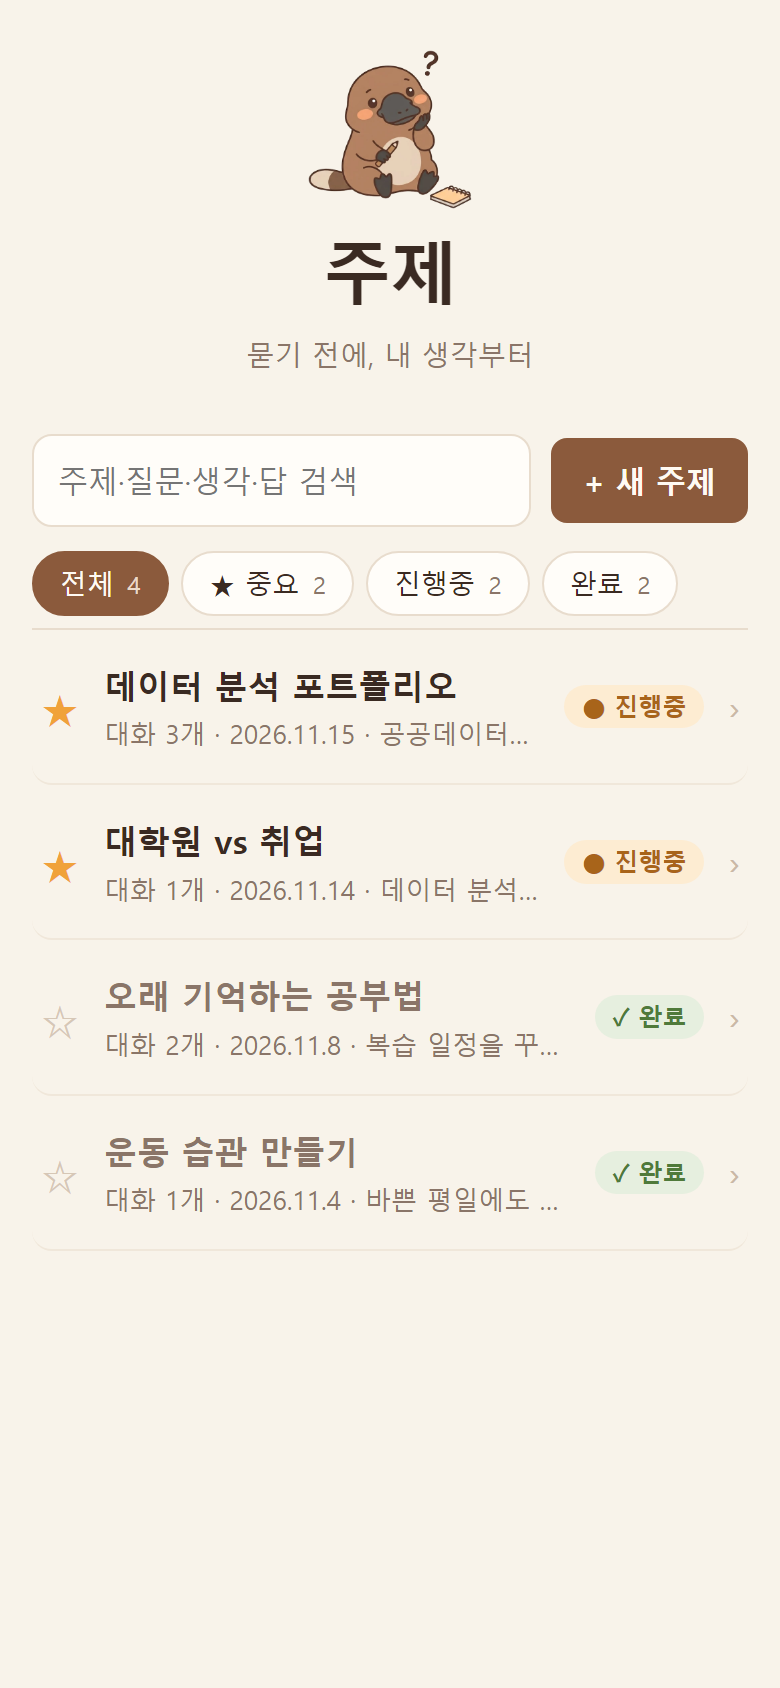 ?
주제
묻기 전에, 내 생각부터
주제·질문·생각·답 검색
+ 새 주제
전체 4
★ 중요 2
진행중 2
완료 2
★ 데이터 분석 포트폴리오
대화 3개 · 2026.11.15 · 공공데이터...
● 진행중 ›
★ 대학원 vs 취업
대화 1개 · 2026.11.14 · 데이터 분석...
● 진행중 ›
☆ 오래 기억하는 공부법
대화 2개 · 2026.11.8 · 복습 일정을 꾸...
✓ 완료 ›
☆ 운동 습관 만들기
대화 1개 · 2026.11.4 · 바쁜 평일에도 ...
✓ 완료 ›